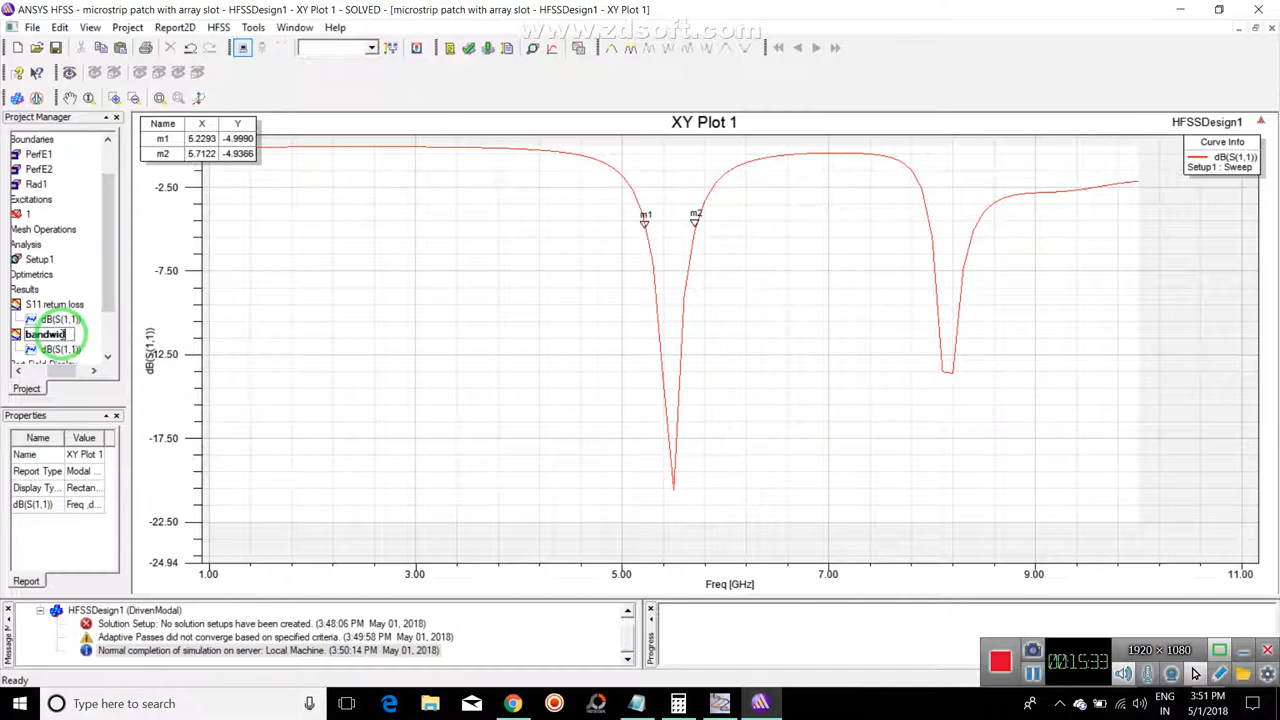 ANSYS HFSS - microstrip patch with array slot - HFSSDesign1 - XY Plot 1 - SOLVED - [microstrip patch with array slot - HFSSDesign1 - XY Plot 1]
File Edit View Project Report2D HFSS Tools Window Help
www.zdsoft.com
Project Manager
Boundaries
PerfE1
PerfE2
Rad1
Excitations
1
Mesh Operations
Analysis
Setup1
Optimetrics
Results
S11 return loss
dB(S(1,1))
bandwid
dB(S(1,1))
Project
Properties
Name Value
Name XY Plot 1
Report Type Modal ...
Display Ty... Rectan...
dB(S(1,1)) Freq ,d...
Report
Name X Y
m1 5.2293 -4.9990
m2 5.7122 -4.9366
XY Plot 1
HFSSDesign1
Curve Info
dB(S(1,1))
Setup1 : Sweep
m1
m2
dB(S(1,1))
-2.50
-7.50
-12.50
-17.50
-22.50
-24.94
1.00 3.00 5.00 7.00 9.00 11.00
Freq [GHz]
HFSSDesign1 (DrivenModal)
Solution Setup: No solution setups have been created. (3:48:06 PM May 01, 2018)
Adaptive Passes did not converge based on specified criteria. (3:49:58 PM May 01, 2018)
Normal completion of simulation on server: Local Machine. (3:50:14 PM May 01, 2018)
Progress
Ready
1920 × 1080
00:15:33
Type here to search
ENG
IN
3:51 PM
5/1/2018